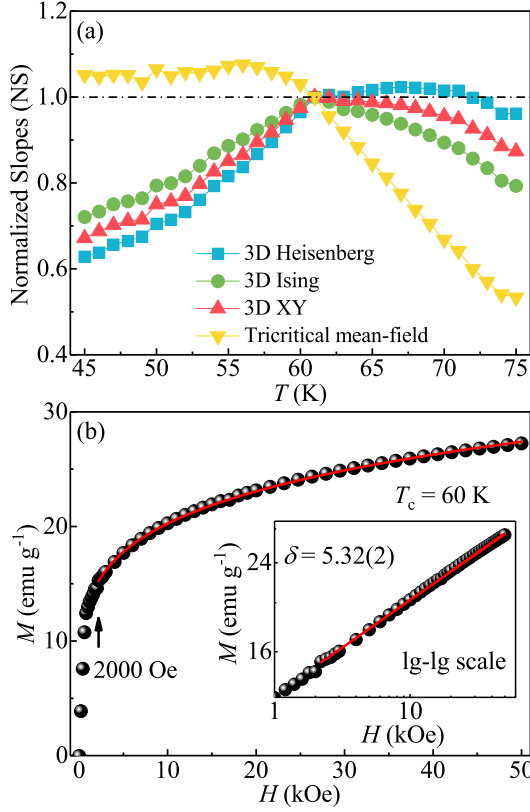 (a)
Normalized Slopes (NS)
1.2
1.0
0.8
0.6
0.4
3D Heisenberg
3D Ising
3D XY
Tricritical mean-field
45 50 55 60 65 70 75
T (K)
(b)
M (emu g⁻¹)
30
20
10
0
2000 Oe
T_c = 60 K
δ = 5.32(2)
M (emu g⁻¹)
24
16
lg-lg scale
1 10
H (kOe)
0 10 20 30 40 50
H (kOe)